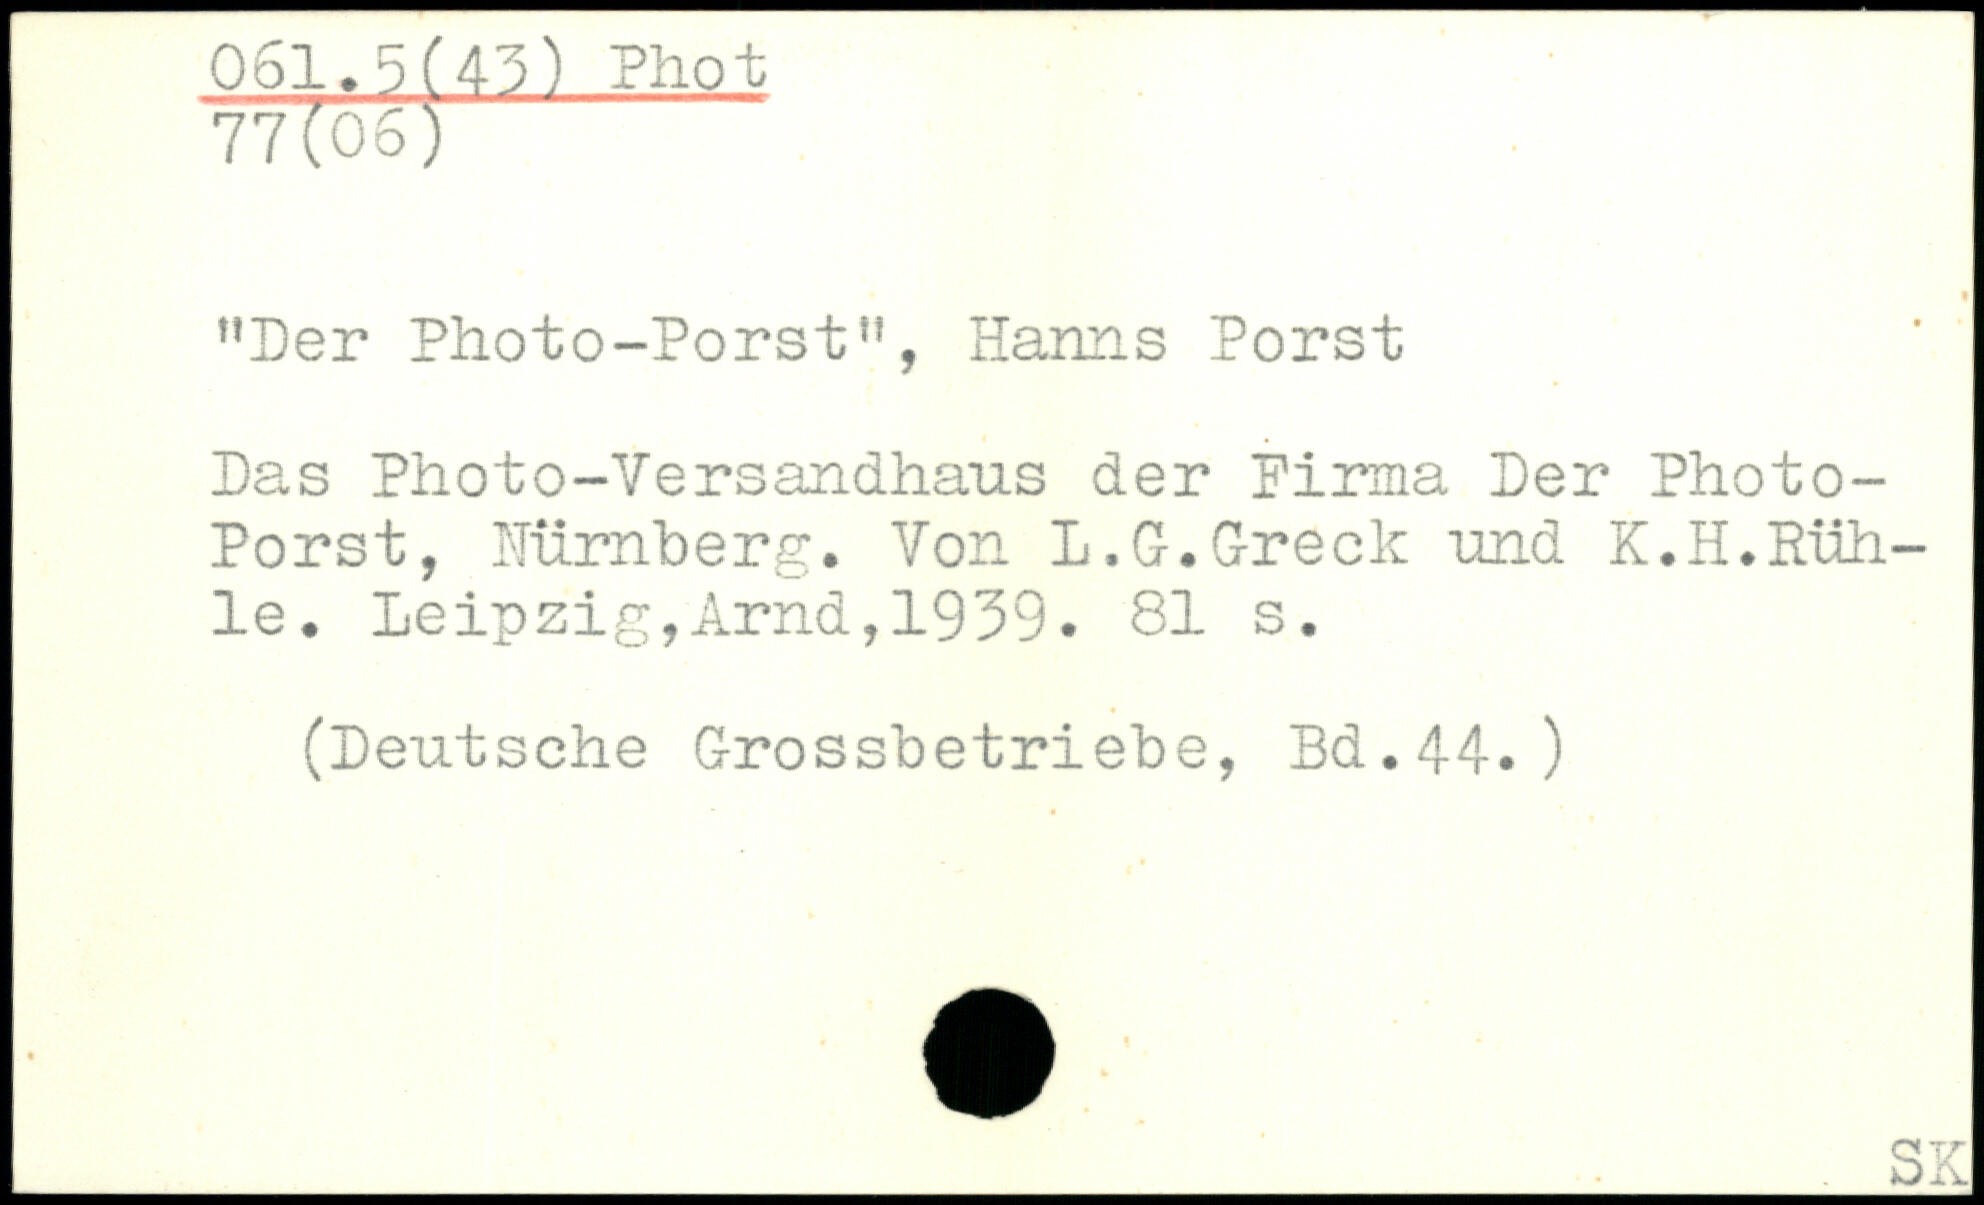 061.5(43) Phot
77(06)
"Der Photo-Porst", Hanns Porst
Das Photo-Versandhaus der Firma Der Photo-
Porst, Nürnberg. Von L.G.Greck und K.H.Rüh-
le. Leipzig,Arnd,1939. 81 s.
(Deutsche Grossbetriebe, Bd.44.)
SK